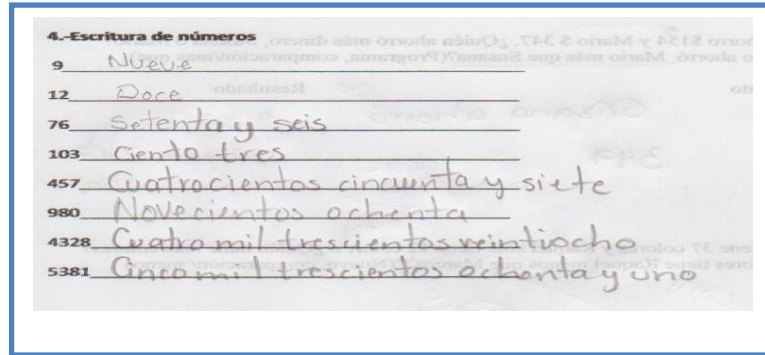 4.-Escritura de números
9 Nueve
12 Doce
76 Setenta y seis
103 Ciento tres
457 Cuatrocientos cincuenta y siete
980 Novecientos ochenta
4328 Cuatro mil trescientos veintiocho
5381 Cinco mil trescientos ochenta y uno